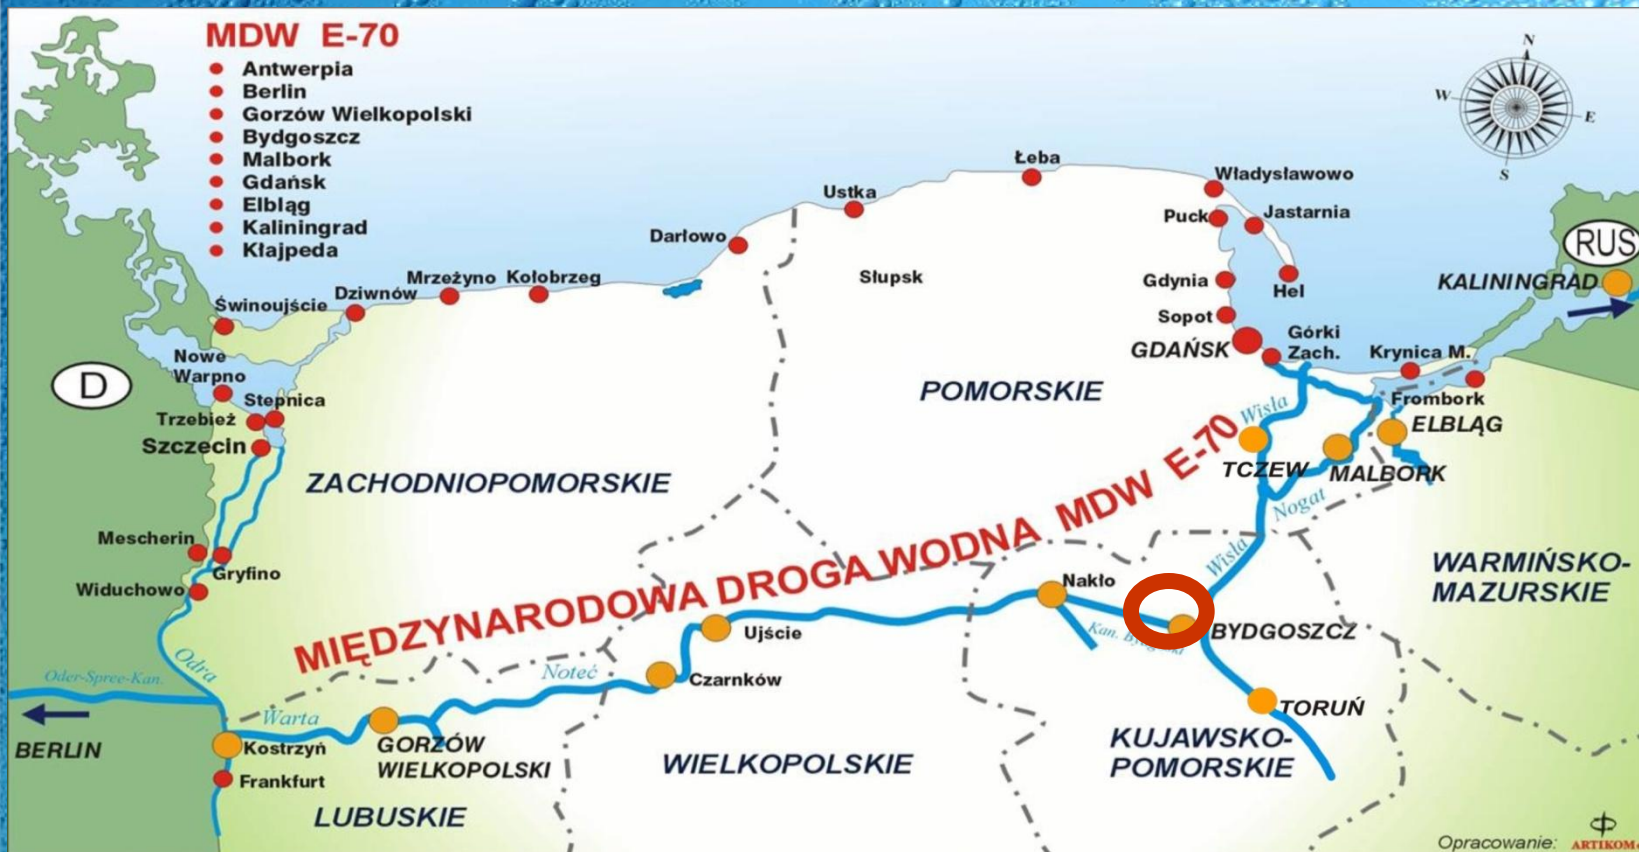 MDW E-70
Antwerpia
Berlin
Gorzów Wielkopolski
Bydgoszcz
Malbork
Gdańsk
Elbląg
Kaliningrad
Kłajpeda
N
W
E
S
Łeba
Władysławowo
Ustka
Puck
Jastarnia
Darłowo
RUS
KALININGRAD
Mrzeżyno
Kołobrzeg
Słupsk
Gdynia
Hel
Świnoujście
Dziwnów
Sopot
GDAŃSK
Górki
Zach.
Krynica M.
Nowe
Warpno
D
Stepnica
Trzebież
Szczecin
POMORSKIE
Frombork
ELBLĄG
Wisła
TCZEW
MALBORK
Nogat
ZACHODNIOPOMORSKIE
MIĘDZYNARODOWA DROGA WODNA MDW E-70
Mescherin
Gryfino
Widuchowo
Wisła
WARMIŃSKO-
MAZURSKIE
Nakło
Ujście
Kan.
BYDGOSZCZ
Odra
Oder-Spree-Kan.
Noteć
Czarnków
TORUŃ
Warta
BERLIN
Kostrzyń
GORZÓW
WIELKOPOLSKI
WIELKOPOLSKIE
KUJAWSKO-
POMORSKIE
Frankfurt
LUBUSKIE
Opracowanie:
ARTIKOM